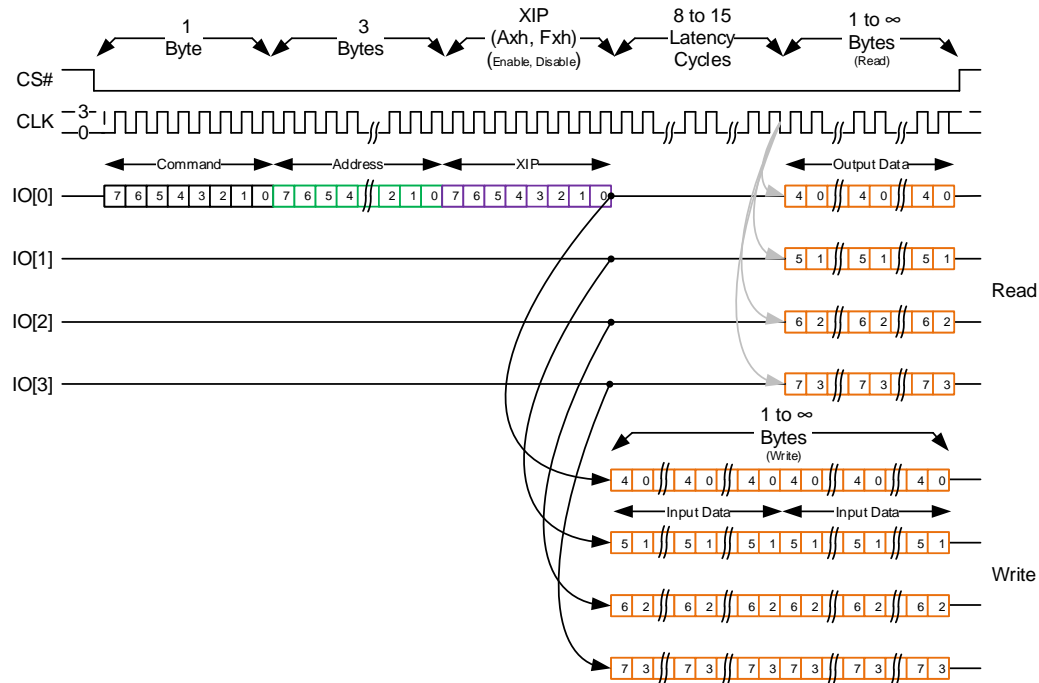 1 Byte 3 Bytes XIP (Axh, Fxh) (Enable, Disable) 8 to 15 Latency Cycles 1 to ∞ Bytes (Read)
CS#
CLK 3 0
Command Address XIP Output Data
IO[0] 7 6 5 4 3 2 1 0 7 6 5 4 2 1 0 7 6 5 4 3 2 1 0 4 0 4 0 4 0
IO[1] 5 1 5 1 5 1
Read
IO[2] 6 2 6 2 6 2
IO[3] 7 3 7 3 7 3
1 to ∞
Bytes
(Write)
4 0 4 0 4 0 4 0 4 0 4 0
Input Data Input Data
5 1 5 1 5 1 5 1 5 1 5 1
Write
6 2 6 2 6 2 6 2 6 2 6 2
7 3 7 3 7 3 7 3 7 3 7 3